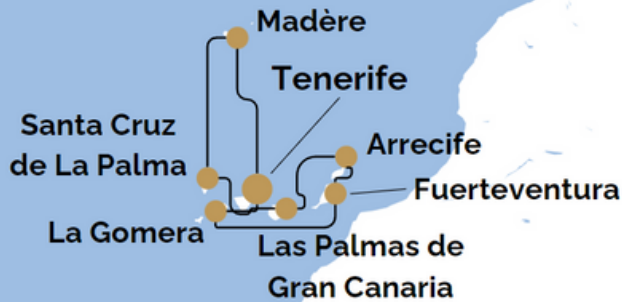 Madère
Tenerife
Santa Cruz
de La Palma
Arrecife
Fuerteventura
La Gomera
Las Palmas de
Gran Canaria